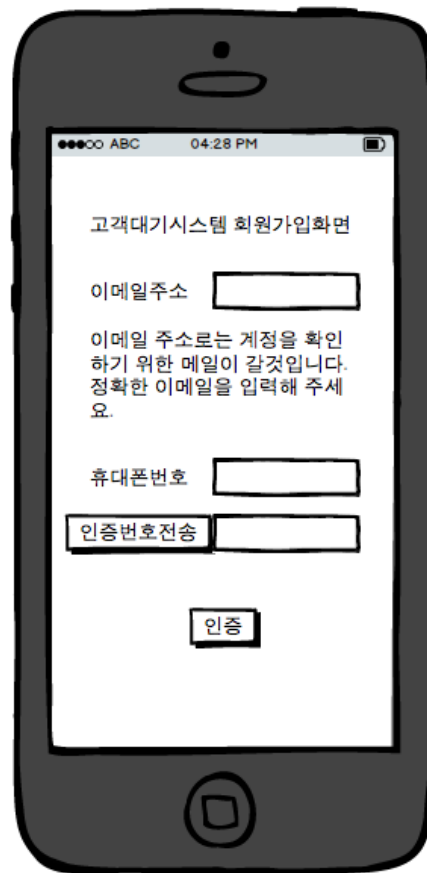 ABC 04:28 PM
고객대기시스템 회원가입화면
이메일주소
이메일 주소로는 계정을 확인
하기 위한 메일이 갈것입니다.
정확한 이메일을 입력해 주세
요.
휴대폰번호
인증번호전송
인증